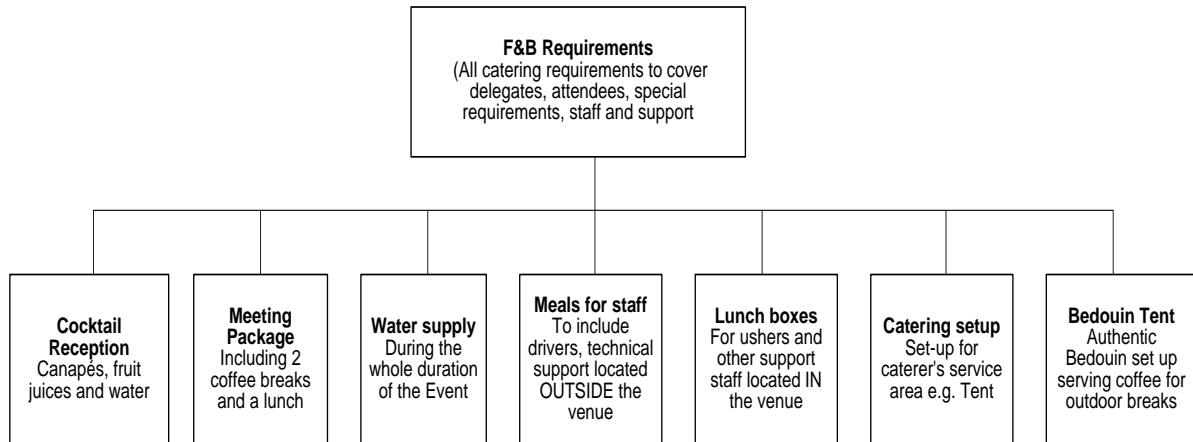 F&B Requirements
(All catering requirements to cover
delegates, attendees, special
requirements, staff and support
Cocktail
Reception
Canapés, fruit
juices and water
Meeting
Package
Including 2
coffee breaks
and a lunch
Water supply
During the
whole duration
of the Event
Meals for staff
To include
drivers, technical
support located
OUTSIDE the
venue
Lunch boxes
For ushers and
other support
staff located IN
the venue
Catering setup
Set-up for
caterer's service
area e.g. Tent
Bedouin Tent
Authentic
Bedouin set up
serving coffee for
outdoor breaks